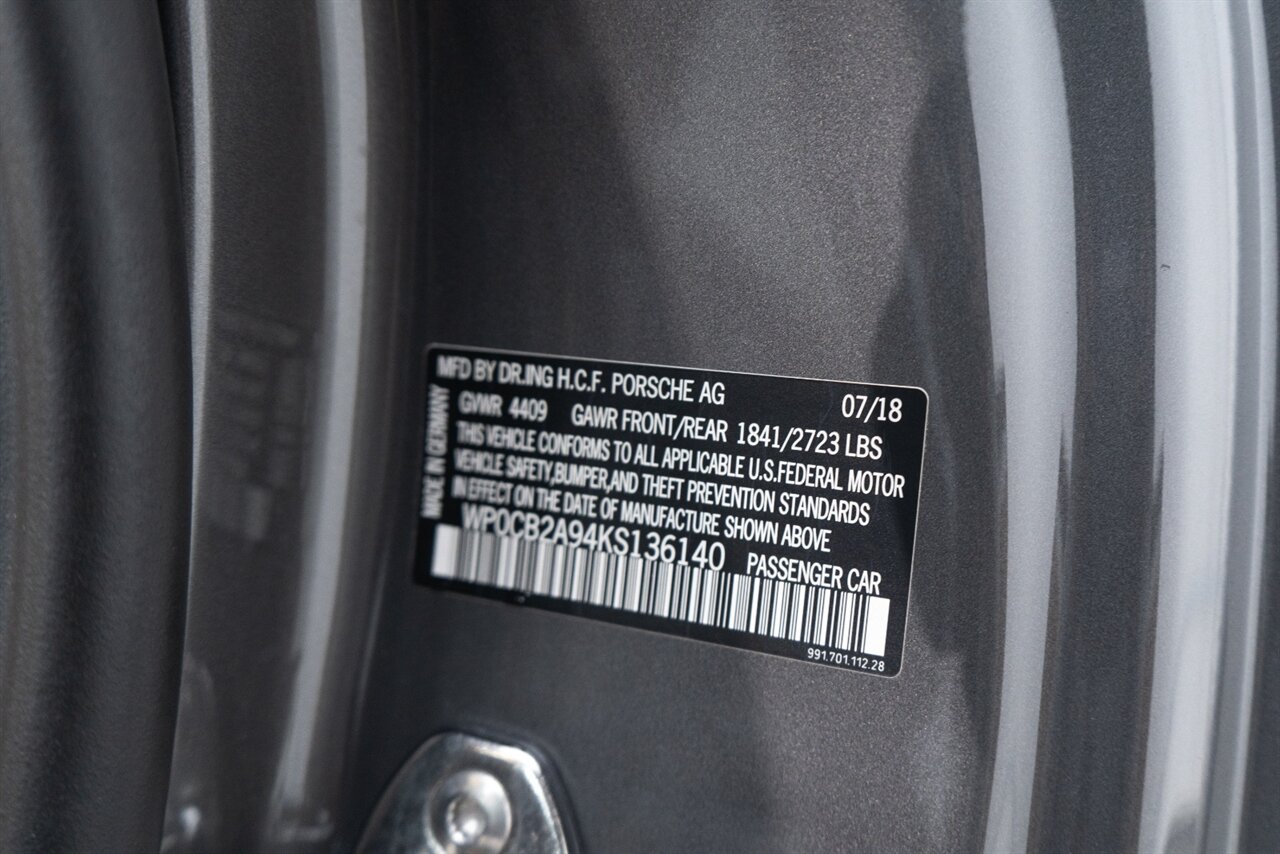 MFD BY DR.ING H.C.F. PORSCHE AG 07/18
GVWR 4409 GAWR FRONT/REAR 1841/2723 LBS
THIS VEHICLE CONFORMS TO ALL APPLICABLE U.S.FEDERAL MOTOR
VEHICLE SAFETY,BUMPER,AND THEFT PREVENTION STANDARDS
IN EFFECT ON THE DATE OF MANUFACTURE SHOWN ABOVE
WP0CB2A94KS136140 PASSENGER CAR
991.701.112.28
MADE IN GERMANY